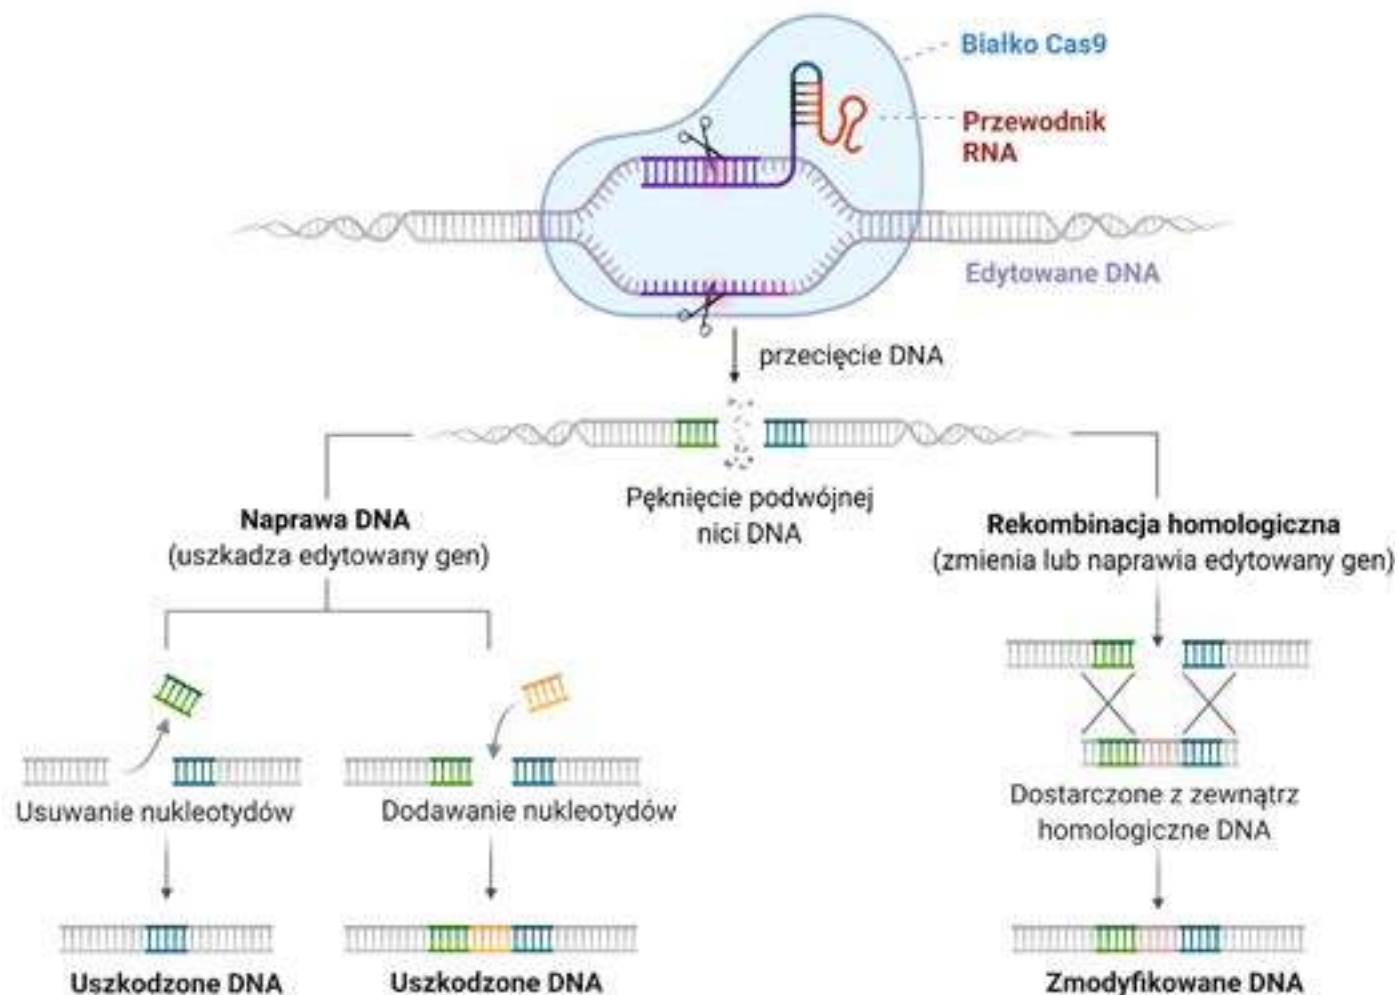 Białko Cas9
Przewodnik
RNA
Edytowane DNA
przecięcie DNA
Pęknięcie podwójnej
nici DNA
Naprawa DNA
(uszkadza edytowany gen)
Rekombinacja homologiczna
(zmienia lub naprawia edytowany gen)
Usuwanie nukleotydów
Dodawanie nukleotydów
Dostarczone z zewnątrz
homologiczne DNA
Uszkodzone DNA
Uszkodzone DNA
Zmodyfikowane DNA